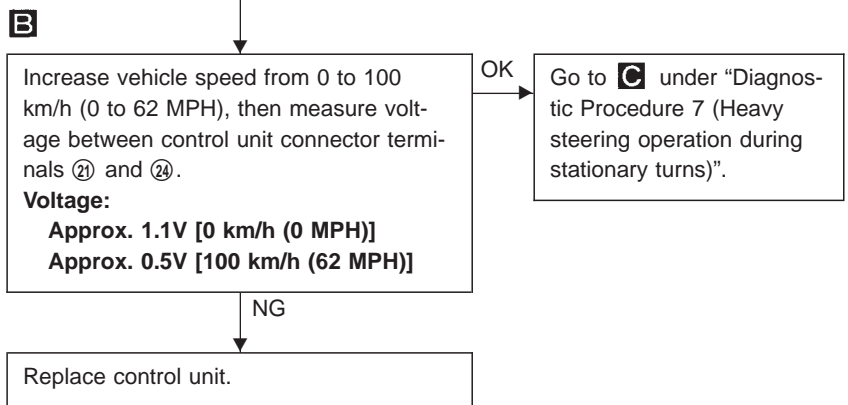 B
Increase vehicle speed from 0 to 100
km/h (0 to 62 MPH), then measure volt-
age between control unit connector termi-
nals ㉑ and ㉔.
Voltage:
Approx. 1.1V [0 km/h (0 MPH)]
Approx. 0.5V [100 km/h (62 MPH)]
OK
Go to C under “Diagnos-
tic Procedure 7 (Heavy
steering operation during
stationary turns)”.
NG
Replace control unit.